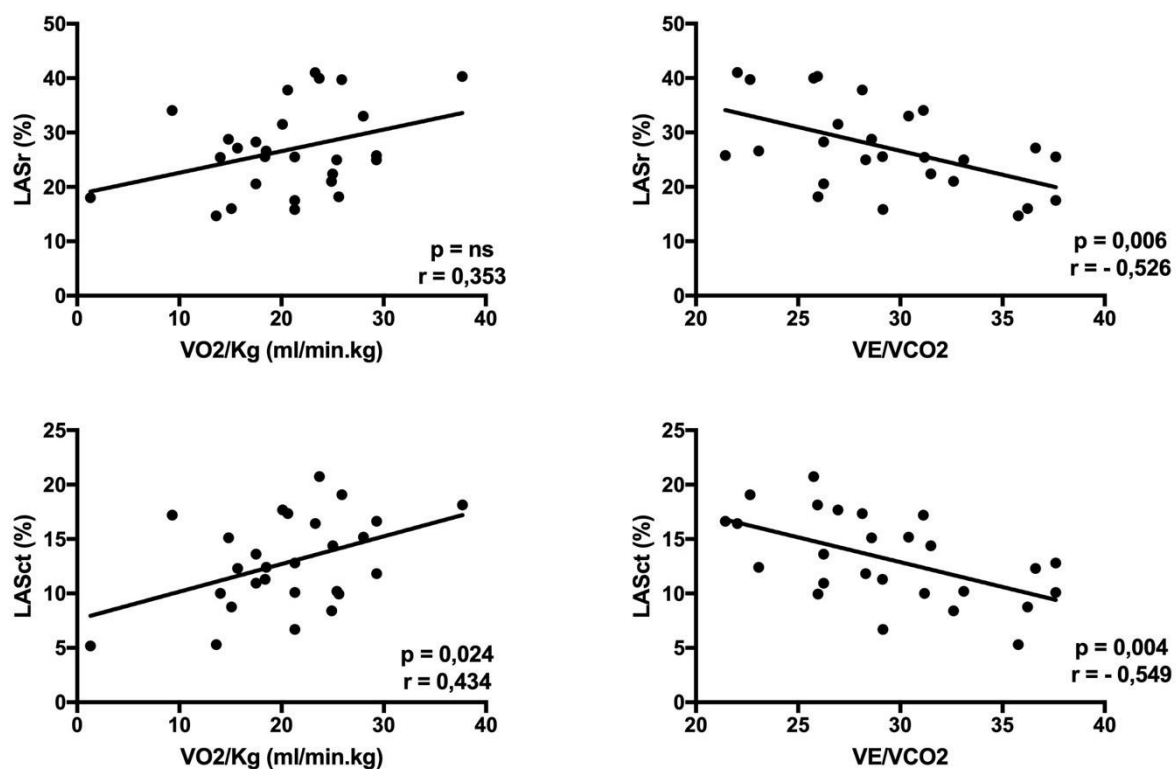 50
40
30
20
10
0
LASr (%)
0 10 20 30 40
VO2/Kg (ml/min.kg)
p = ns
r = 0,353
50
40
30
20
10
0
LASr (%)
20 25 30 35 40
VE/VCO2
p = 0,006
r = - 0,526
25
20
15
10
5
0
LASct (%)
0 10 20 30 40
VO2/Kg (ml/min.kg)
p = 0,024
r = 0,434
25
20
15
10
5
0
LASct (%)
20 25 30 35 40
VE/VCO2
p = 0,004
r = - 0,549